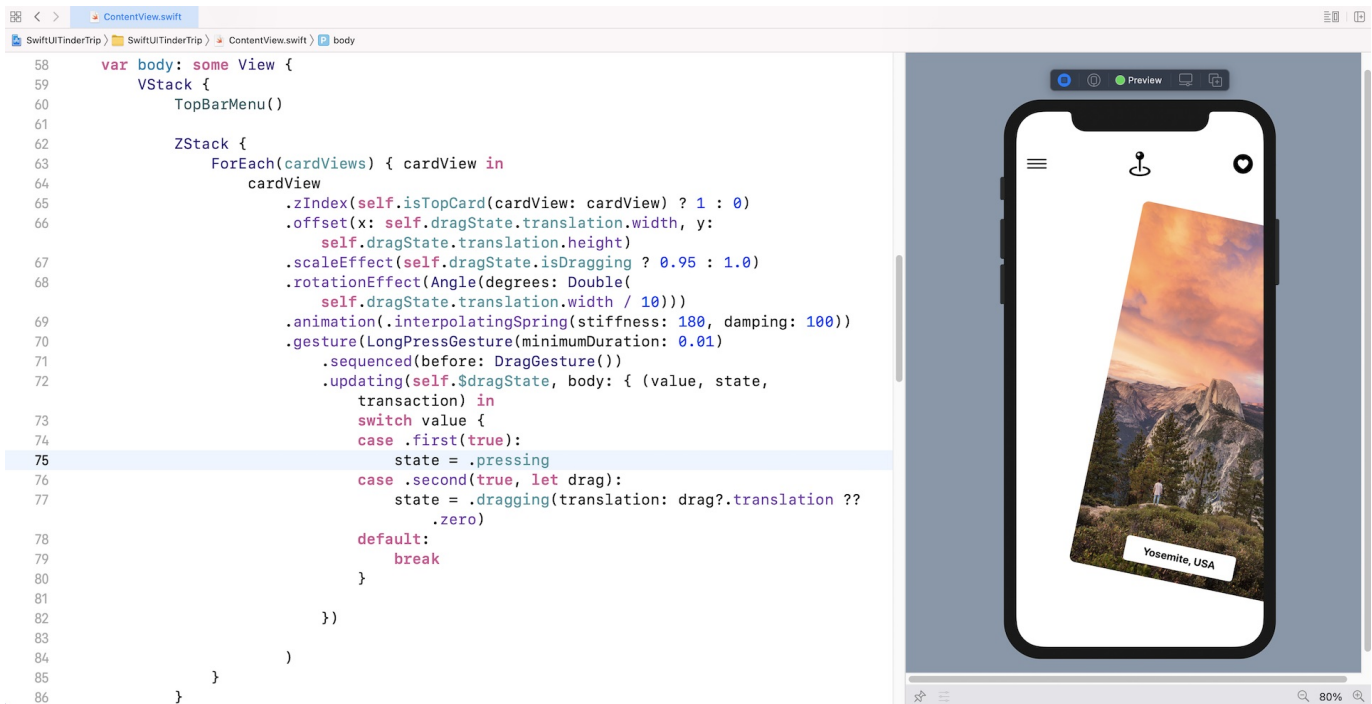 ContentView.swift
SwiftUITinderTrip SwiftUITinderTrip ContentView.swift P body
58 var body: some View {
59 VStack {
60 TopBarMenu()
61
62 ZStack {
63 ForEach(cardViews) { cardView in
64 cardView
65 .zIndex(self.isTopCard(cardView: cardView) ? 1 : 0)
66 .offset(x: self.dragState.translation.width, y:
self.dragState.translation.height)
67 .scaleEffect(self.dragState.isDragging ? 0.95 : 1.0)
68 .rotationEffect(Angle(degrees: Double(
self.dragState.translation.width / 10)))
69 .animation(.interpolatingSpring(stiffness: 180, damping: 100))
70 .gesture(LongPressGesture(minimumDuration: 0.01)
71 .sequenced(before: DragGesture())
72 .updating(self.$dragState, body: { (value, state,
transaction) in
73 switch value {
74 case .first(true):
75 state = .pressing
76 case .second(true, let drag):
77 state = .dragging(translation: drag?.translation ??
.zero)
78 default:
79 break
80 }
81
82 })
83
84 )
85 }
86 }
Preview
Yosemite, USA
80%